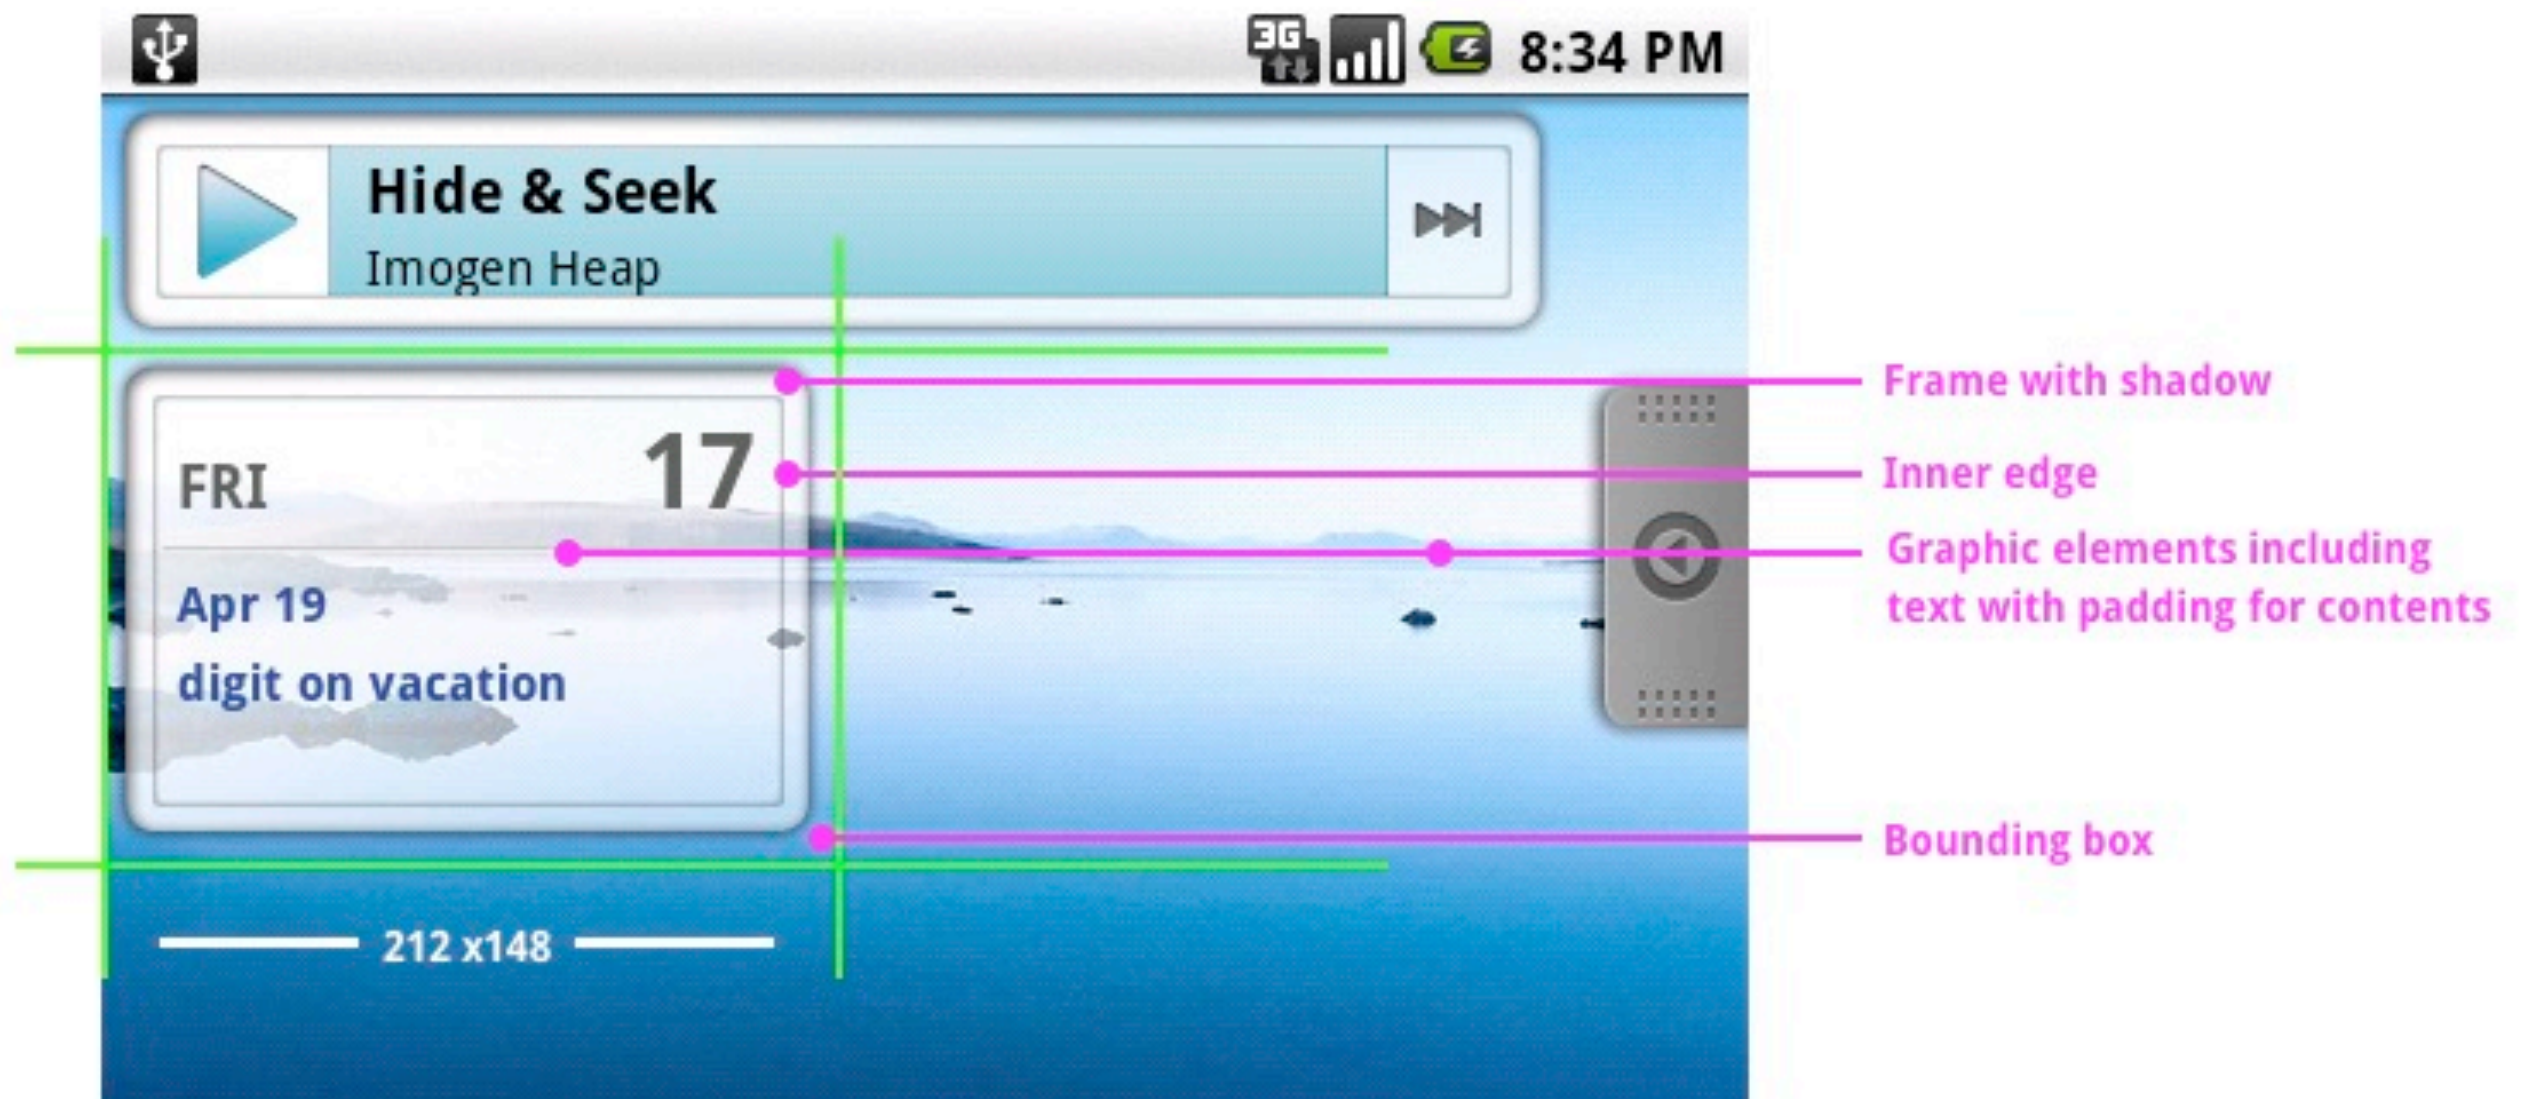 3G 8:34 PM
Hide & Seek
Imogen Heap
Frame with shadow
FRI 17
Inner edge
Graphic elements including
text with padding for contents
Apr 19
digit on vacation
Bounding box
212 x148